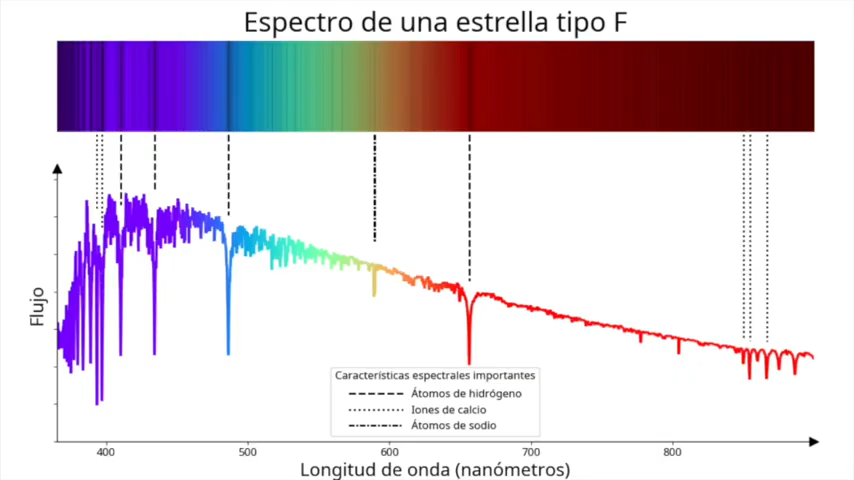 Espectro de una estrella tipo F
Flujo
Características espectrales importantes
Átomos de hidrógeno
Iones de calcio
Átomos de sodio
400 500 600 700 800
Longitud de onda (nanómetros)